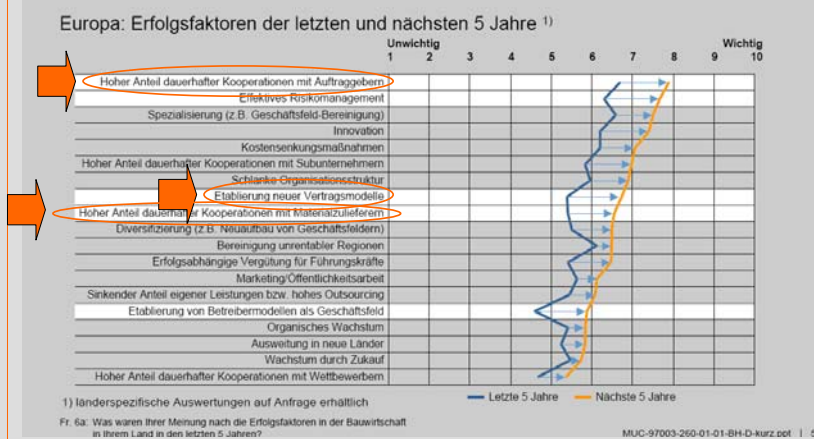 Europa: Erfolgsfaktoren der letzten und nächsten 5 Jahre 1)
Unwichtig Wichtig
1 2 3 4 5 6 7 8 9 10
Hoher Anteil dauerhafter Kooperationen mit Auftraggebern
Effektives Risikomanagement
Spezialisierung (z.B. Geschäftsfeld-Bereinigung)
Innovation
Kostensenkungsmaßnahmen
Hoher Anteil dauerhafter Kooperationen mit Subunternehmern
Schlanke Organisationsstruktur
Etablierung neuer Vertragsmodelle
Hoher Anteil dauerhafter Kooperationen mit Materialzulieferern
Diversifizierung (z.B. Neuaufbau von Geschäftsfeldern)
Bereinigung unrentabler Regionen
Erfolgsabhängige Vergütung für Führungskräfte
Marketing/Öffentlichkeitsarbeit
Sinkender Anteil eigener Leistungen bzw. hohes Outsourcing
Etablierung von Betreibermodellen als Geschäftsfeld
Organisches Wachstum
Ausweitung in neue Länder
Wachstum durch Zukauf
Hoher Anteil dauerhafter Kooperationen mit Wettbewerbern
Letzte 5 Jahre Nächste 5 Jahre
1) länderspezifische Auswertungen auf Anfrage erhältlich
Fr. 6a: Was waren Ihrer Meinung nach die Erfolgsfaktoren in der Bauwirtschaft
in Ihrem Land in den letzten 5 Jahren?
MUC-97003-260-01-01-BH-D-kurz.ppt | 5